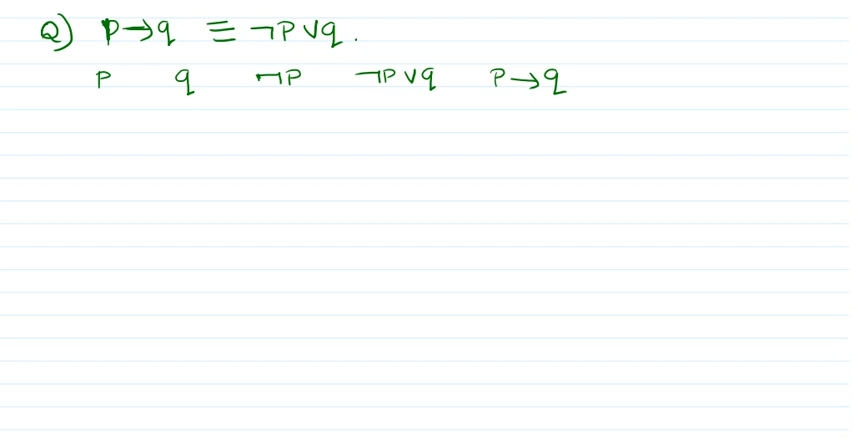 Q) p→q ≡ ¬p∨q.
p q ¬p ¬p∨q p→q